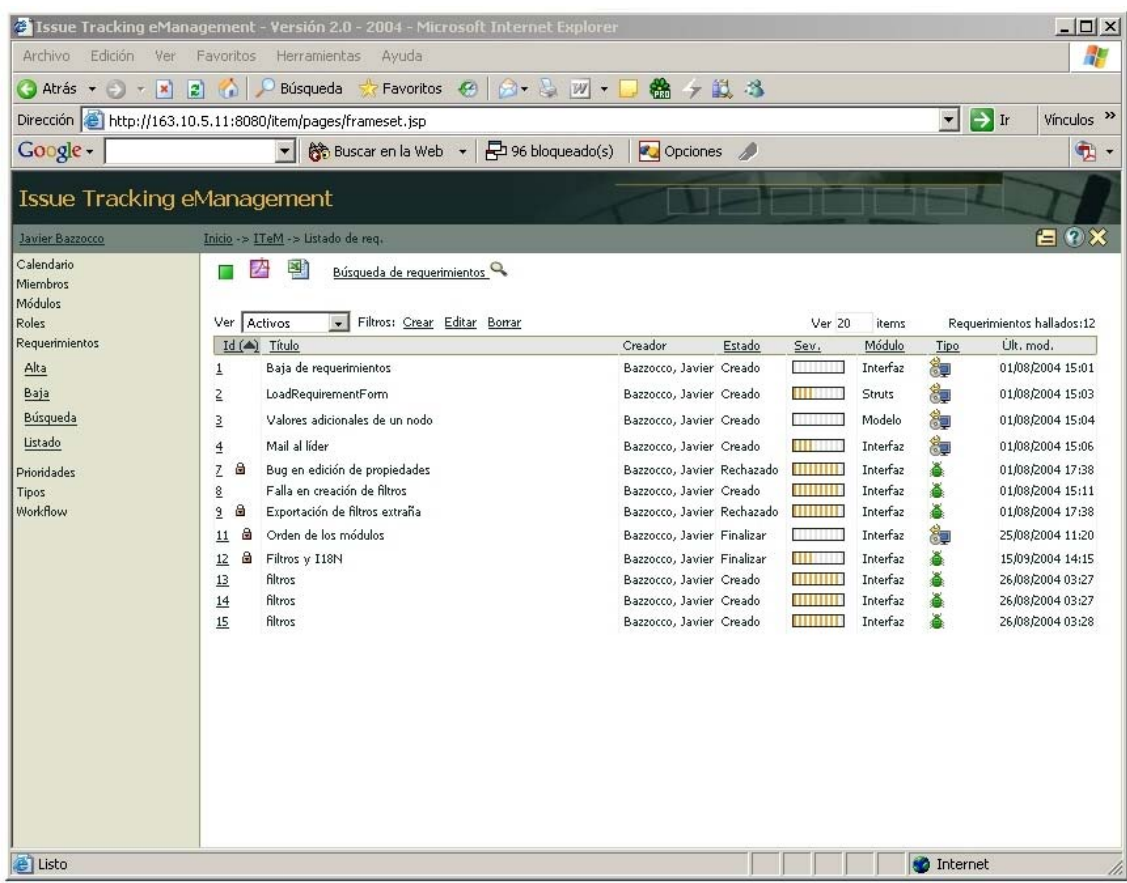 Issue Tracking eManagement - Versión 2.0 - 2004 - Microsoft Internet Explorer
Archivo Edición Ver Favoritos Herramientas Ayuda
Atrás Búsqueda Favoritos W PRO
Dirección http://163.10.5.11:8080/item/pages/frameset.jsp Ir Vínculos »
Google Buscar en la Web 96 bloqueado(s) Opciones
Issue Tracking eManagement
Javier Bazzocco Inicio -> ITeM -> Listado de req.
Calendario
Miembros
Módulos
Roles
Requerimientos
Alta
Baja
Búsqueda
Listado
Prioridades
Tipos
Workflow
Búsqueda de requerimientos
Ver Activos Filtros: Crear Editar Borrar Ver 20 items Requerimientos hallados:12
Id Título Creador Estado Sev. Módulo Tipo Últ. mod.
1 Baja de requerimientos Bazzocco, Javier Creado Interfaz 01/08/2004 15:01
2 LoadRequirementForm Bazzocco, Javier Creado Struts 01/08/2004 15:03
3 Valores adicionales de un nodo Bazzocco, Javier Creado Modelo 01/08/2004 15:04
4 Mail al líder Bazzocco, Javier Creado Interfaz 01/08/2004 15:06
7 Bug en edición de propiedades Bazzocco, Javier Rechazado Interfaz 01/08/2004 17:38
8 Falla en creación de filtros Bazzocco, Javier Creado Interfaz 01/08/2004 15:11
9 Exportación de filtros extraña Bazzocco, Javier Rechazado Interfaz 01/08/2004 17:38
11 Orden de los módulos Bazzocco, Javier Finalizar Interfaz 25/08/2004 11:20
12 Filtros y I18N Bazzocco, Javier Finalizar Interfaz 15/09/2004 14:15
13 filtros Bazzocco, Javier Creado Interfaz 26/08/2004 03:27
14 filtros Bazzocco, Javier Creado Interfaz 26/08/2004 03:27
15 filtros Bazzocco, Javier Creado Interfaz 26/08/2004 03:28
Listo Internet